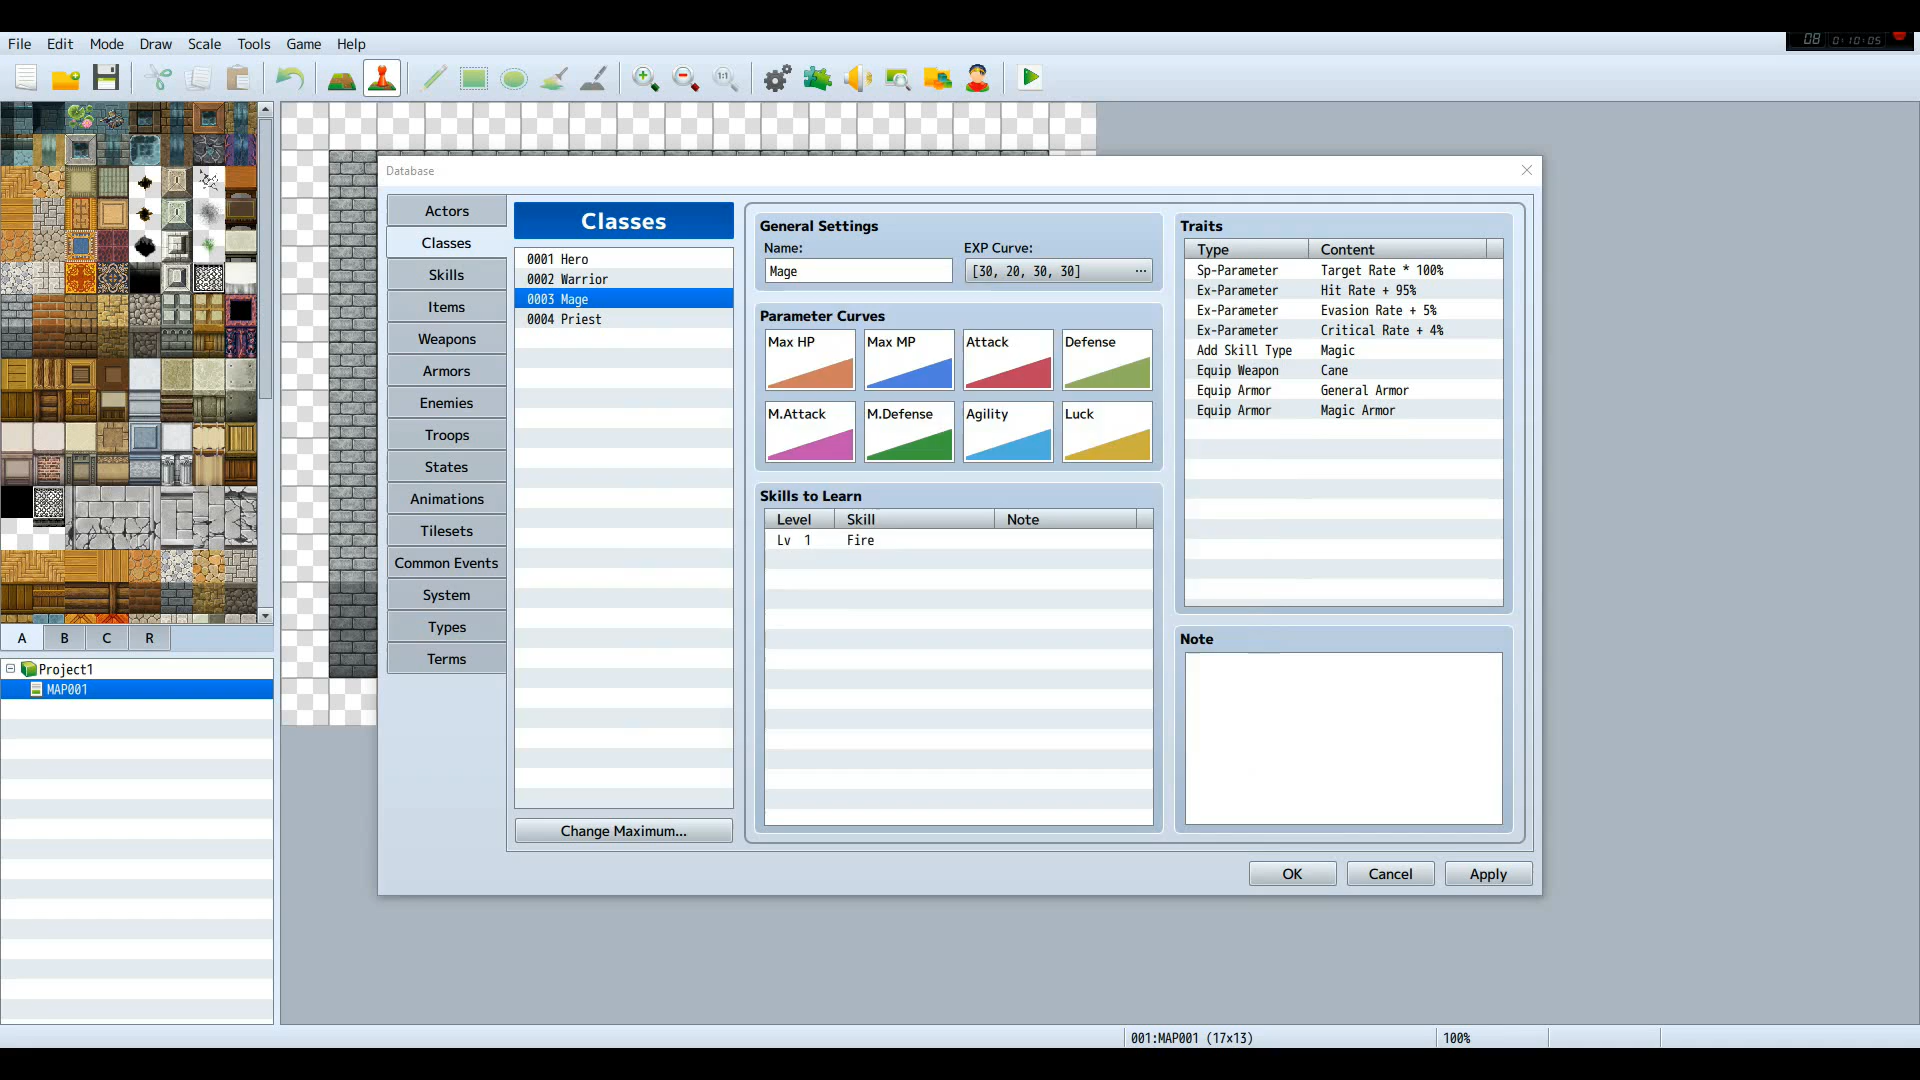 File Edit Mode Draw Scale Tools Game Help
08 0:10:05
1:1
Database
Actors
Classes
Skills
Items
Weapons
Armors
Enemies
Troops
States
Animations
Tilesets
Common Events
System
Types
Terms
Classes
0001 Hero
0002 Warrior
0003 Mage
0004 Priest
Change Maximum...
General Settings
Name: EXP Curve:
Mage [30, 20, 30, 30] ...
Parameter Curves
Max HP Max MP Attack Defense
M.Attack M.Defense Agility Luck
Skills to Learn
Level Skill Note
Lv 1 Fire
Traits
Type Content
Sp-Parameter Target Rate * 100%
Ex-Parameter Hit Rate + 95%
Ex-Parameter Evasion Rate + 5%
Ex-Parameter Critical Rate + 4%
Add Skill Type Magic
Equip Weapon Cane
Equip Armor General Armor
Equip Armor Magic Armor
Note
OK Cancel Apply
A B C R
Project1
MAP001
001:MAP001 (17x13) 100%